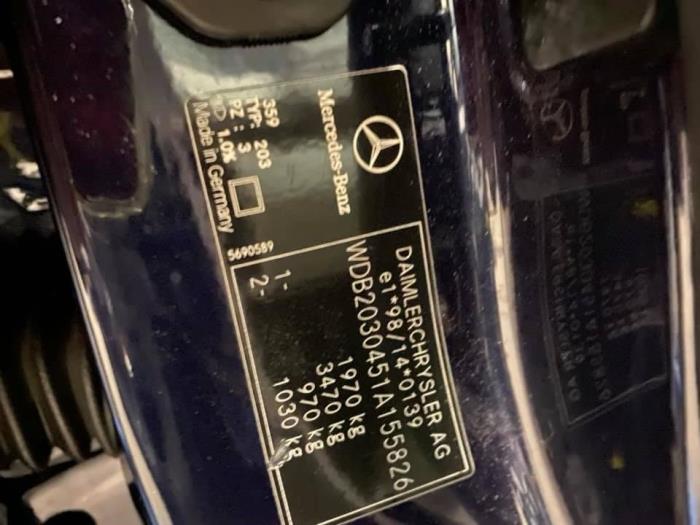 Mercedes-Benz
359
TYP: 203
PZ : 3
1.0%
Made in Germany
5690589
DAIMLERCHRYSLER AG
e1*98/14*0139
WDB2030451A155826
1970 kg
3470 kg
1- 970 kg
2- 1030 kg